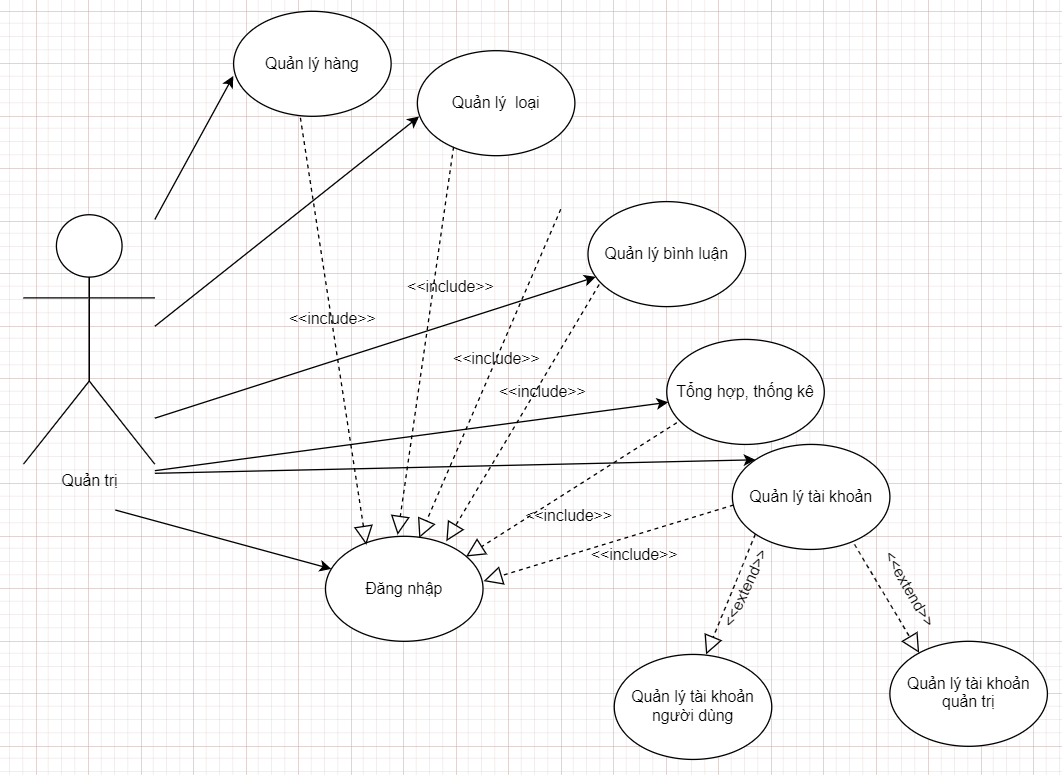 Quản lý hàng
Quản lý loại
Quản lý bình luận
<<include>>
<<include>>
<<include>>
<<include>>
Tổng hợp, thống kê
Quản trị
Quản lý tài khoản
<<include>>
<<include>>
Đăng nhập
<<extend>>
<<extend>>
Quản lý tài khoản
người dùng
Quản lý tài khoản
quản trị